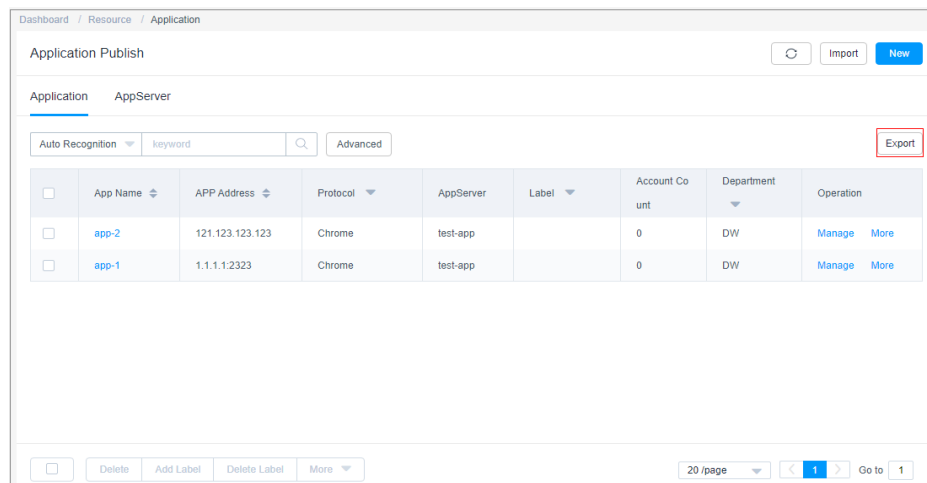 Dashboard / Resource / Application
Application Publish Import New
Application AppServer
Auto Recognition keyword Advanced Export
App Name APP Address Protocol AppServer Label Account Co Department Operation
unt
app-2 121.123.123.123 Chrome test-app 0 DW Manage More
app-1 1.1.1.1:2323 Chrome test-app 0 DW Manage More
Delete Add Label Delete Label More 20 /page < 1 > Go to 1